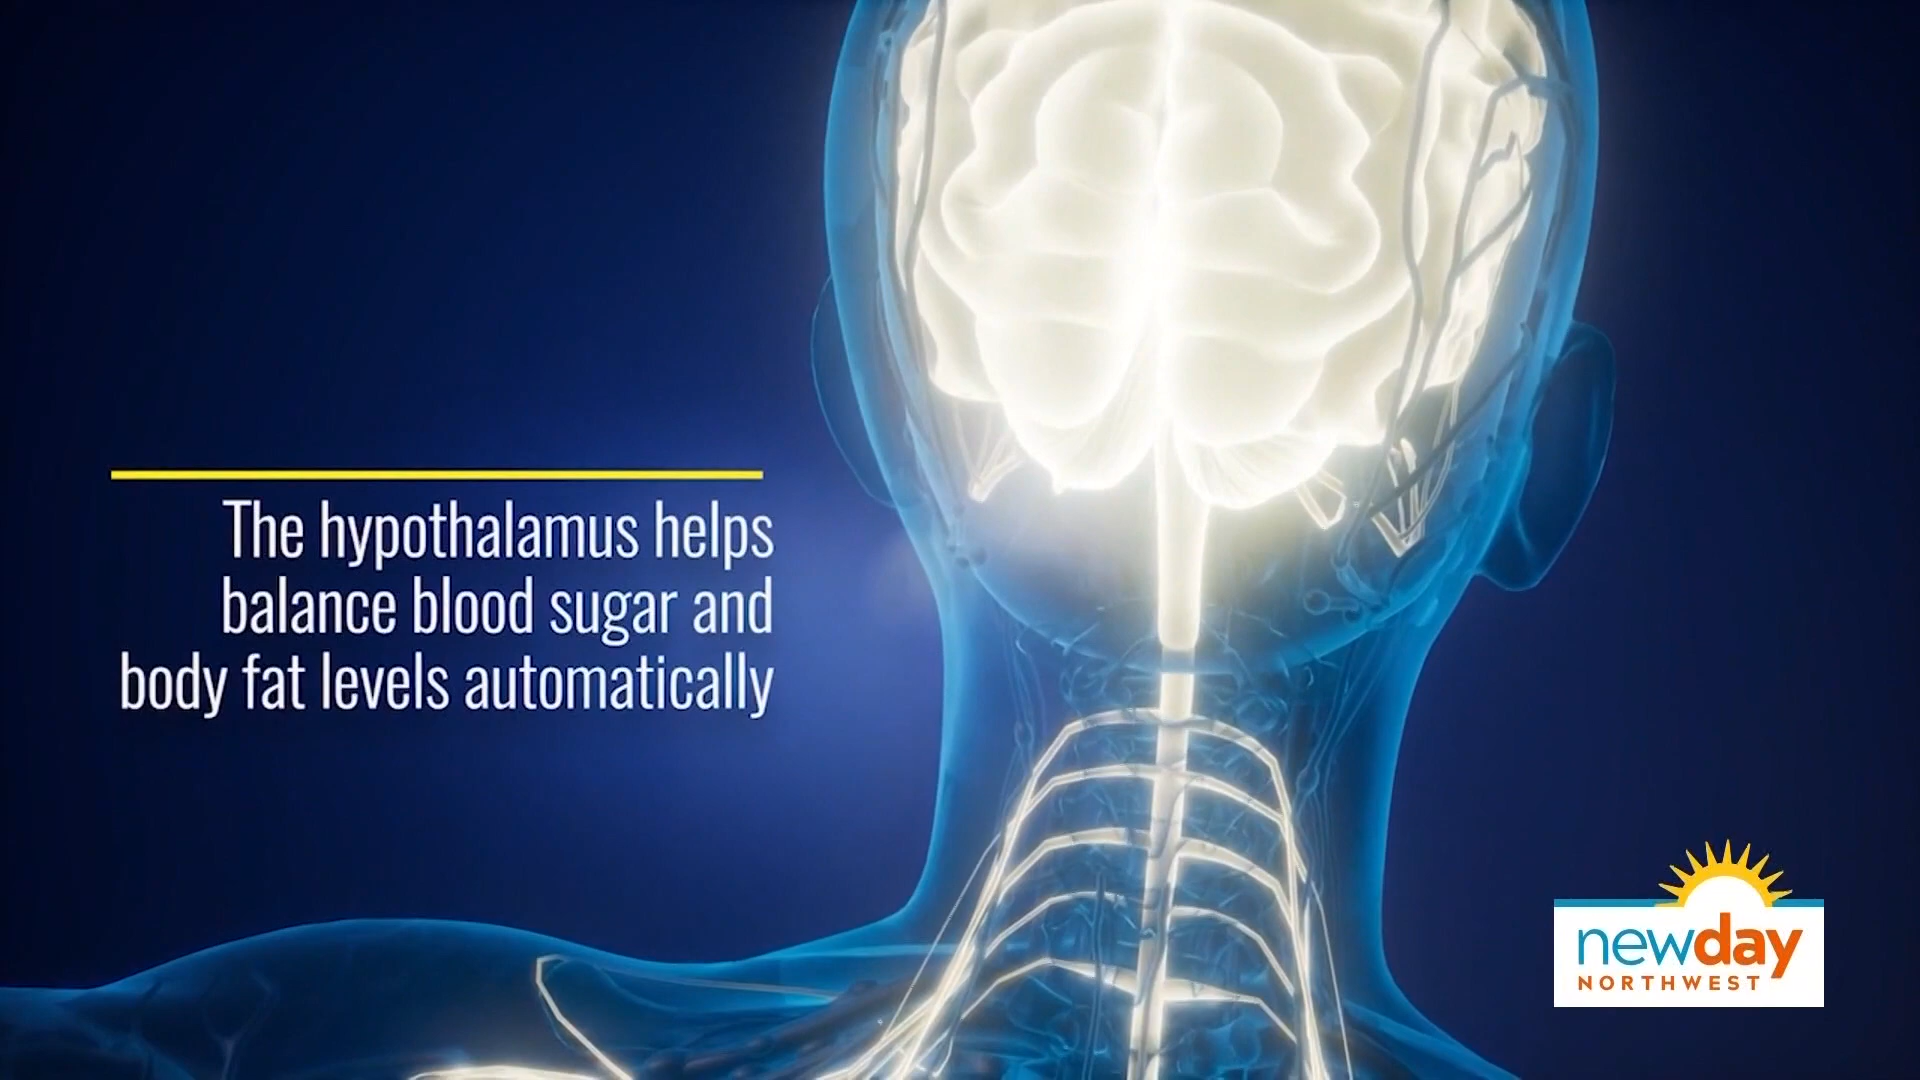 The hypothalamus helps
balance blood sugar and
body fat levels automatically
newday
NORTHWEST